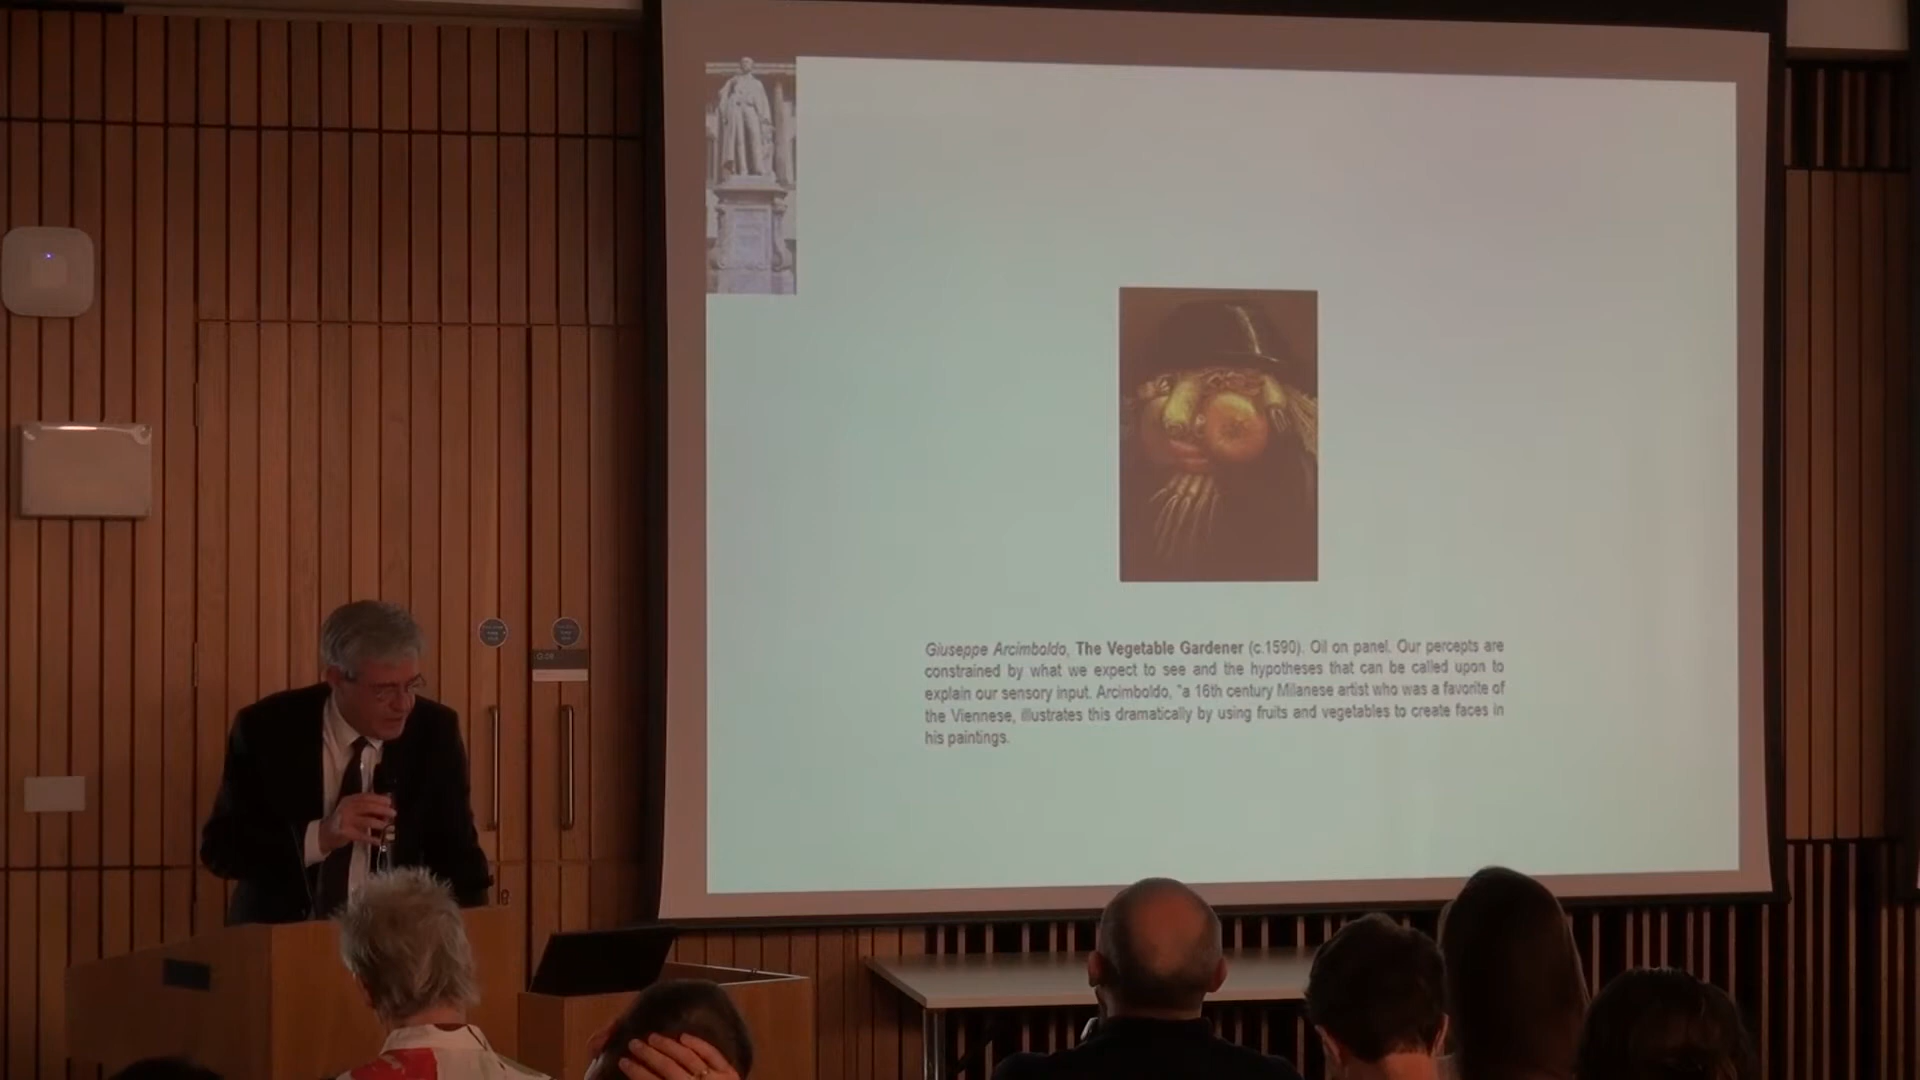 Giuseppe Arcimboldo, The Vegetable Gardener (c.1590). Oil on panel. Our percepts are
constrained by what we expect to see and the hypotheses that can be called upon to
explain our sensory input. Arcimboldo, "a 16th century Milanese artist who was a favorite of
the Viennese, illustrates this dramatically by using fruits and vegetables to create faces in
his paintings.